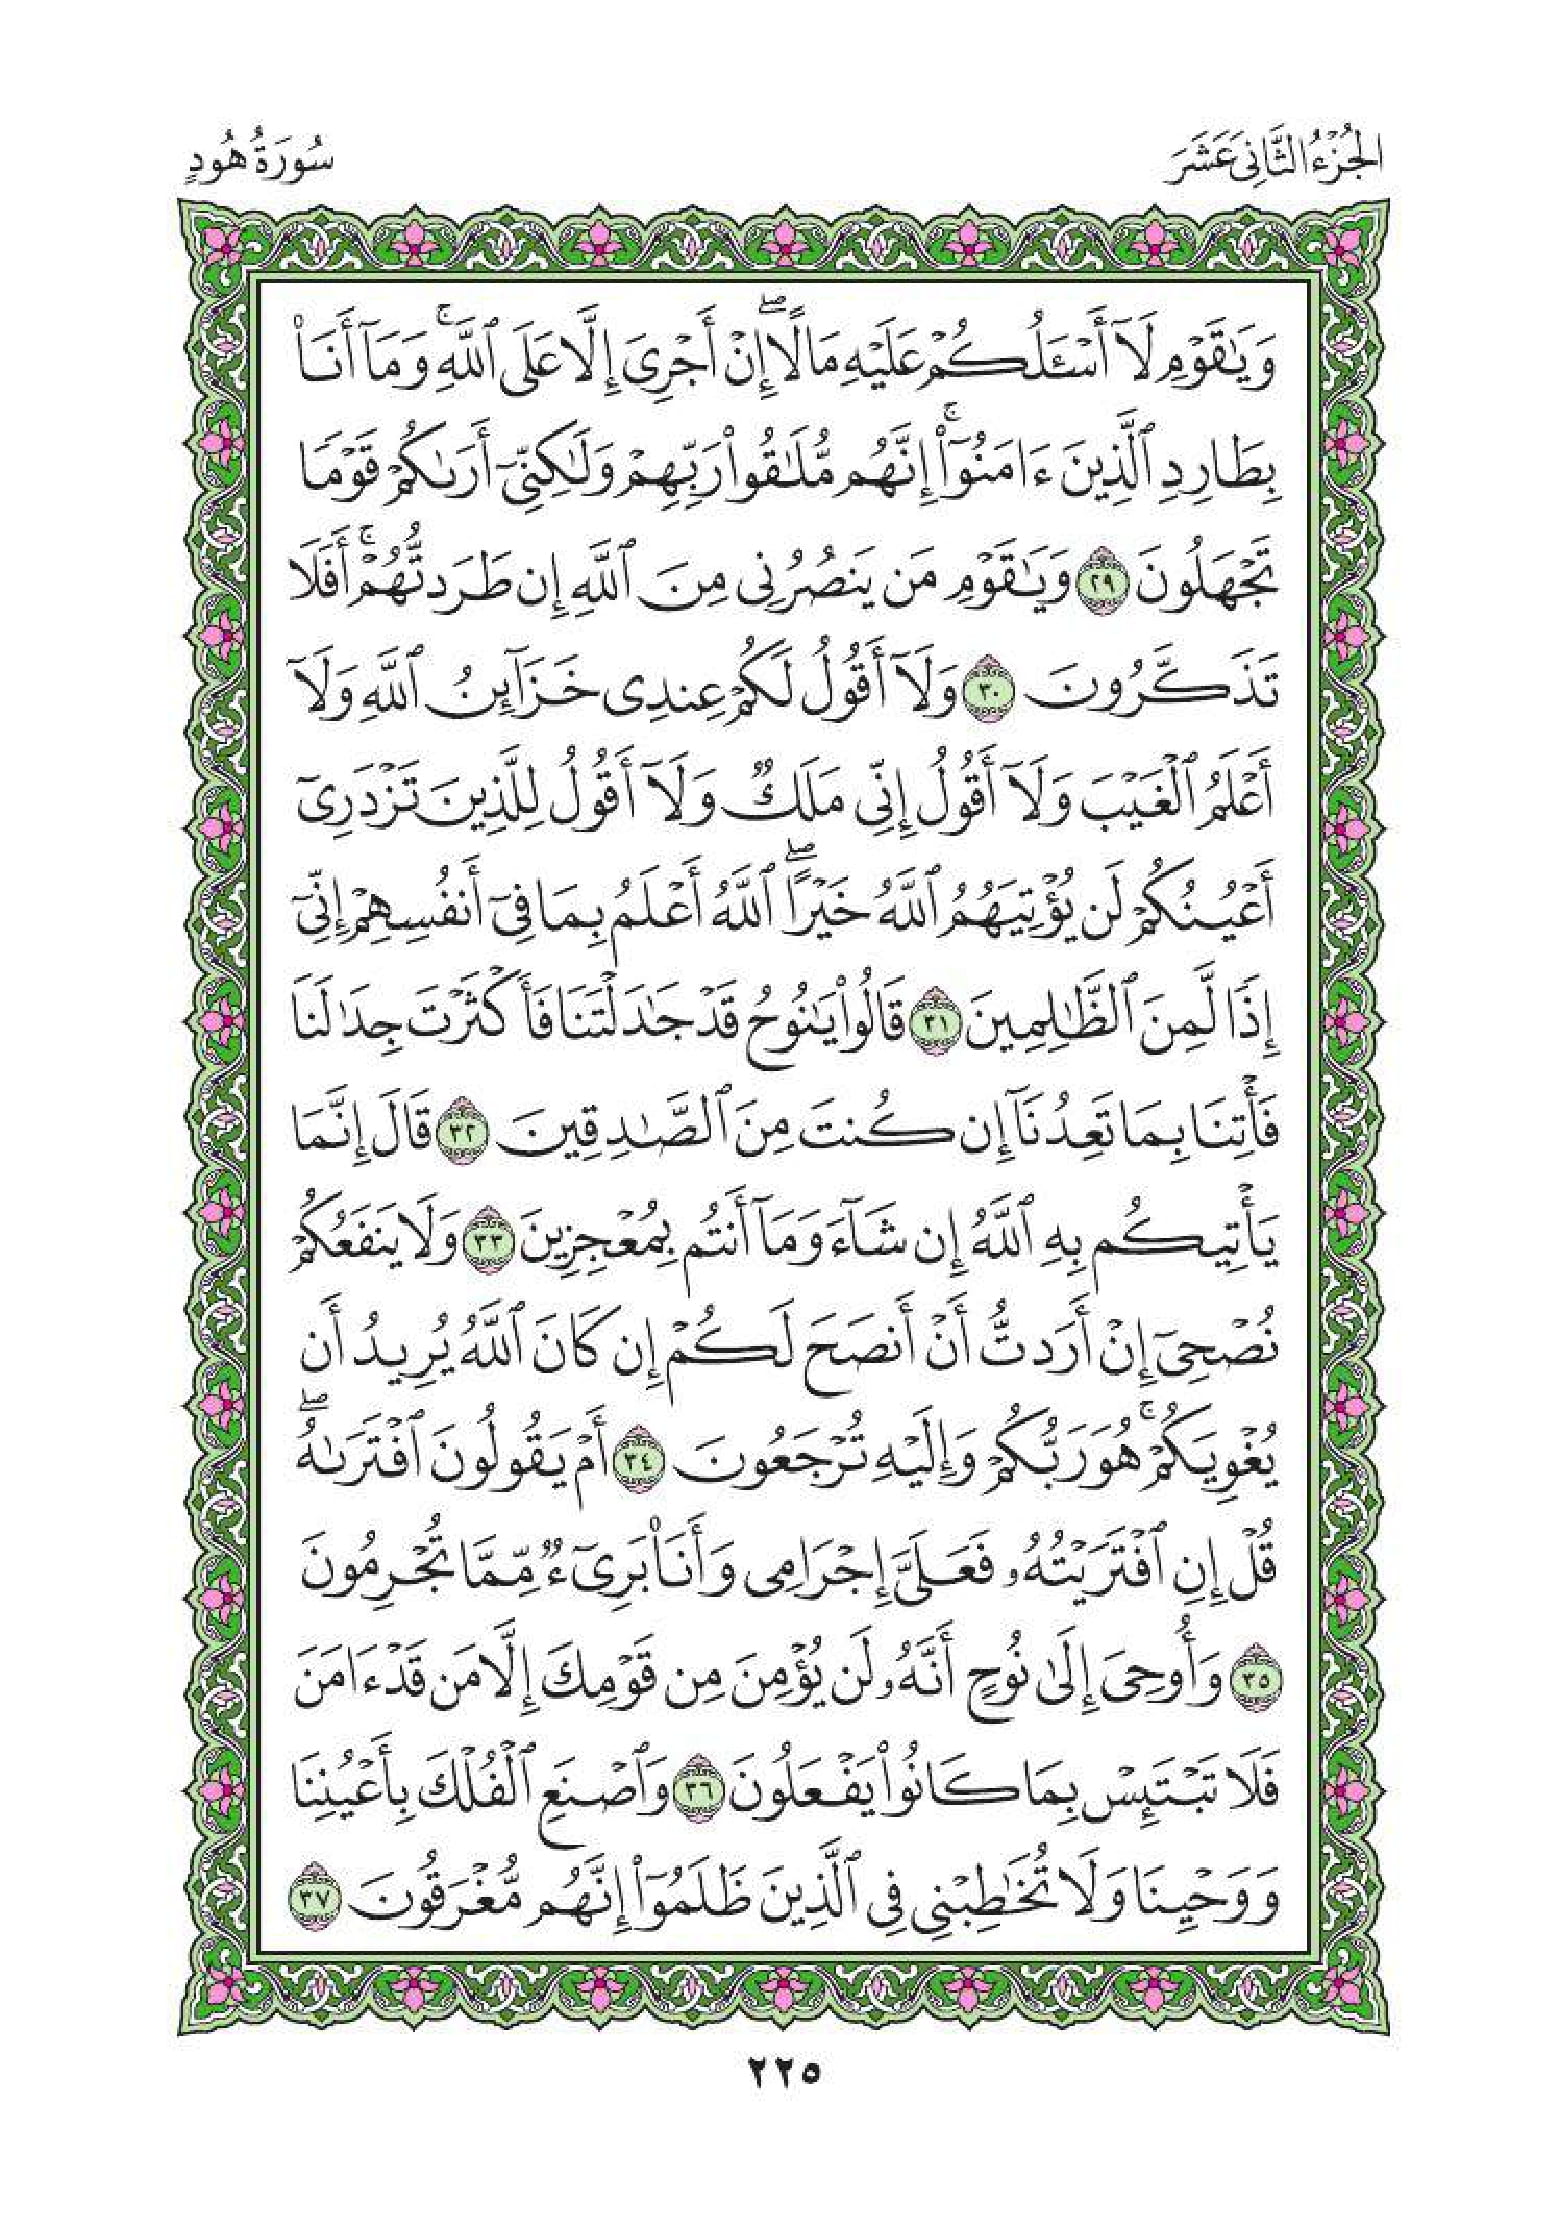 الجُزْءُ الثَّانِي عَشَرَ
سُورَةُ هُودٍ
وَيَٰقَوْمِ لَآ أَسْـَٔلُكُمْ عَلَيْهِ مَالًاۖ إِنْ أَجْرِىَ إِلَّا عَلَى ٱللَّهِۚ وَمَآ أَنَا۠
بِطَارِدِ ٱلَّذِينَ ءَامَنُوٓا۟ۚ إِنَّهُم مُّلَٰقُوا۟ رَبِّهِمْ وَلَٰكِنِّىٓ أَرَىٰكُمْ قَوْمًا
تَجْهَلُونَ ٢٩ وَيَٰقَوْمِ مَن يَنصُرُنِى مِنَ ٱللَّهِ إِن طَرَدتُّهُمْۚ أَفَلَا
تَذَكَّرُونَ ٣٠ وَلَآ أَقُولُ لَكُمْ عِندِى خَزَآئِنُ ٱللَّهِ وَلَآ
أَعْلَمُ ٱلْغَيْبَ وَلَآ أَقُولُ إِنِّى مَلَكٌ وَلَآ أَقُولُ لِلَّذِينَ تَزْدَرِىٓ
أَعْيُنُكُمْ لَن يُؤْتِيَهُمُ ٱللَّهُ خَيْرًاۖ ٱللَّهُ أَعْلَمُ بِمَا فِىٓ أَنفُسِهِمْ إِنِّىٓ
إِذًا لَّمِنَ ٱلظَّٰلِمِينَ ٣١ قَالُوا۟ يَٰنُوحُ قَدْ جَٰدَلْتَنَا فَأَكْثَرْتَ جِدَٰلَنَا
فَأْتِنَا بِمَا تَعِدُنَآ إِن كُنتَ مِنَ ٱلصَّٰدِقِينَ ٣٢ قَالَ إِنَّمَا
يَأْتِيكُم بِهِ ٱللَّهُ إِن شَآءَ وَمَآ أَنتُم بِمُعْجِزِينَ ٣٣ وَلَا يَنفَعُكُمْ
نُصْحِىٓ إِنْ أَرَدتُّ أَنْ أَنصَحَ لَكُمْ إِن كَانَ ٱللَّهُ يُرِيدُ أَن
يُغْوِيَكُمْۚ هُوَ رَبُّكُمْ وَإِلَيْهِ تُرْجَعُونَ ٣٤ أَمْ يَقُولُونَ ٱفْتَرَىٰهُۖ
قُلْ إِنِ ٱفْتَرَيْتُهُۥ فَعَلَىَّ إِجْرَامِى وَأَنَا۠ بَرِىٓءٌ مِّمَّا تُجْرِمُونَ
٣٥ وَأُوحِىَ إِلَىٰ نُوحٍ أَنَّهُۥ لَن يُؤْمِنَ مِن قَوْمِكَ إِلَّا مَن قَدْ ءَامَنَ
فَلَا تَبْتَئِسْ بِمَا كَانُوا۟ يَفْعَلُونَ ٣٦ وَٱصْنَعِ ٱلْفُلْكَ بِأَعْيُنِنَا
وَوَحْيِنَا وَلَا تُخَٰطِبْنِى فِى ٱلَّذِينَ ظَلَمُوٓا۟ إِنَّهُم مُّغْرَقُونَ ٣٧
٢٢٥